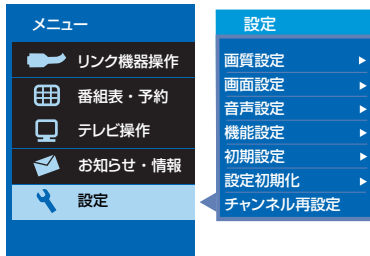 メニュー
リンク機器操作
番組表・予約
テレビ操作
お知らせ・情報
設定
設定
画質設定
画面設定
音声設定
機能設定
初期設定
設定初期化
チャンネル再設定